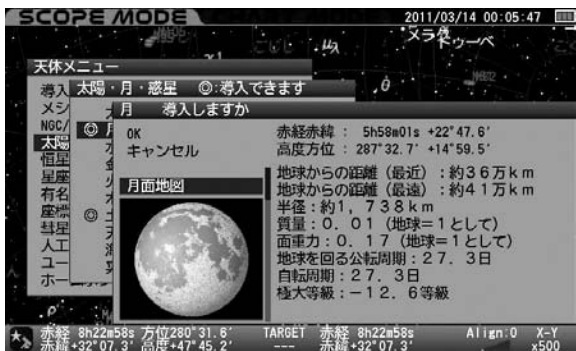 SCOPE MODE
2011/03/14 00:05:47
メラク
ドゥーベ
天体メニュー
太陽・月・惑星　◎:導入できます
月　導入しますか
OK
キャンセル
赤経赤緯 : 5h58m01s +22°47.6′
高度方位 : 287°32.7′ +14°59.5′
月面地図
地球からの距離（最近）:約36万km
地球からの距離（最遠）:約41万km
半径:約1,738km
質量:0.01（地球=1として）
面重力:0.17（地球=1として）
地球を回る公転周期:27.3日
自転周期:27.3日
極大等級:-12.6等級
導入
メシ
NGC/
太陽
恒星
星座
有名
座標
彗星
人工
ユー
ホー
赤経 8h22m58s 方位280°31.6′ TARGET 赤経 8h22m58s Align:0 X-Y
赤緯+32°07.3′ 高度+47°45.2′ --- 赤緯+32°07.3′ x500